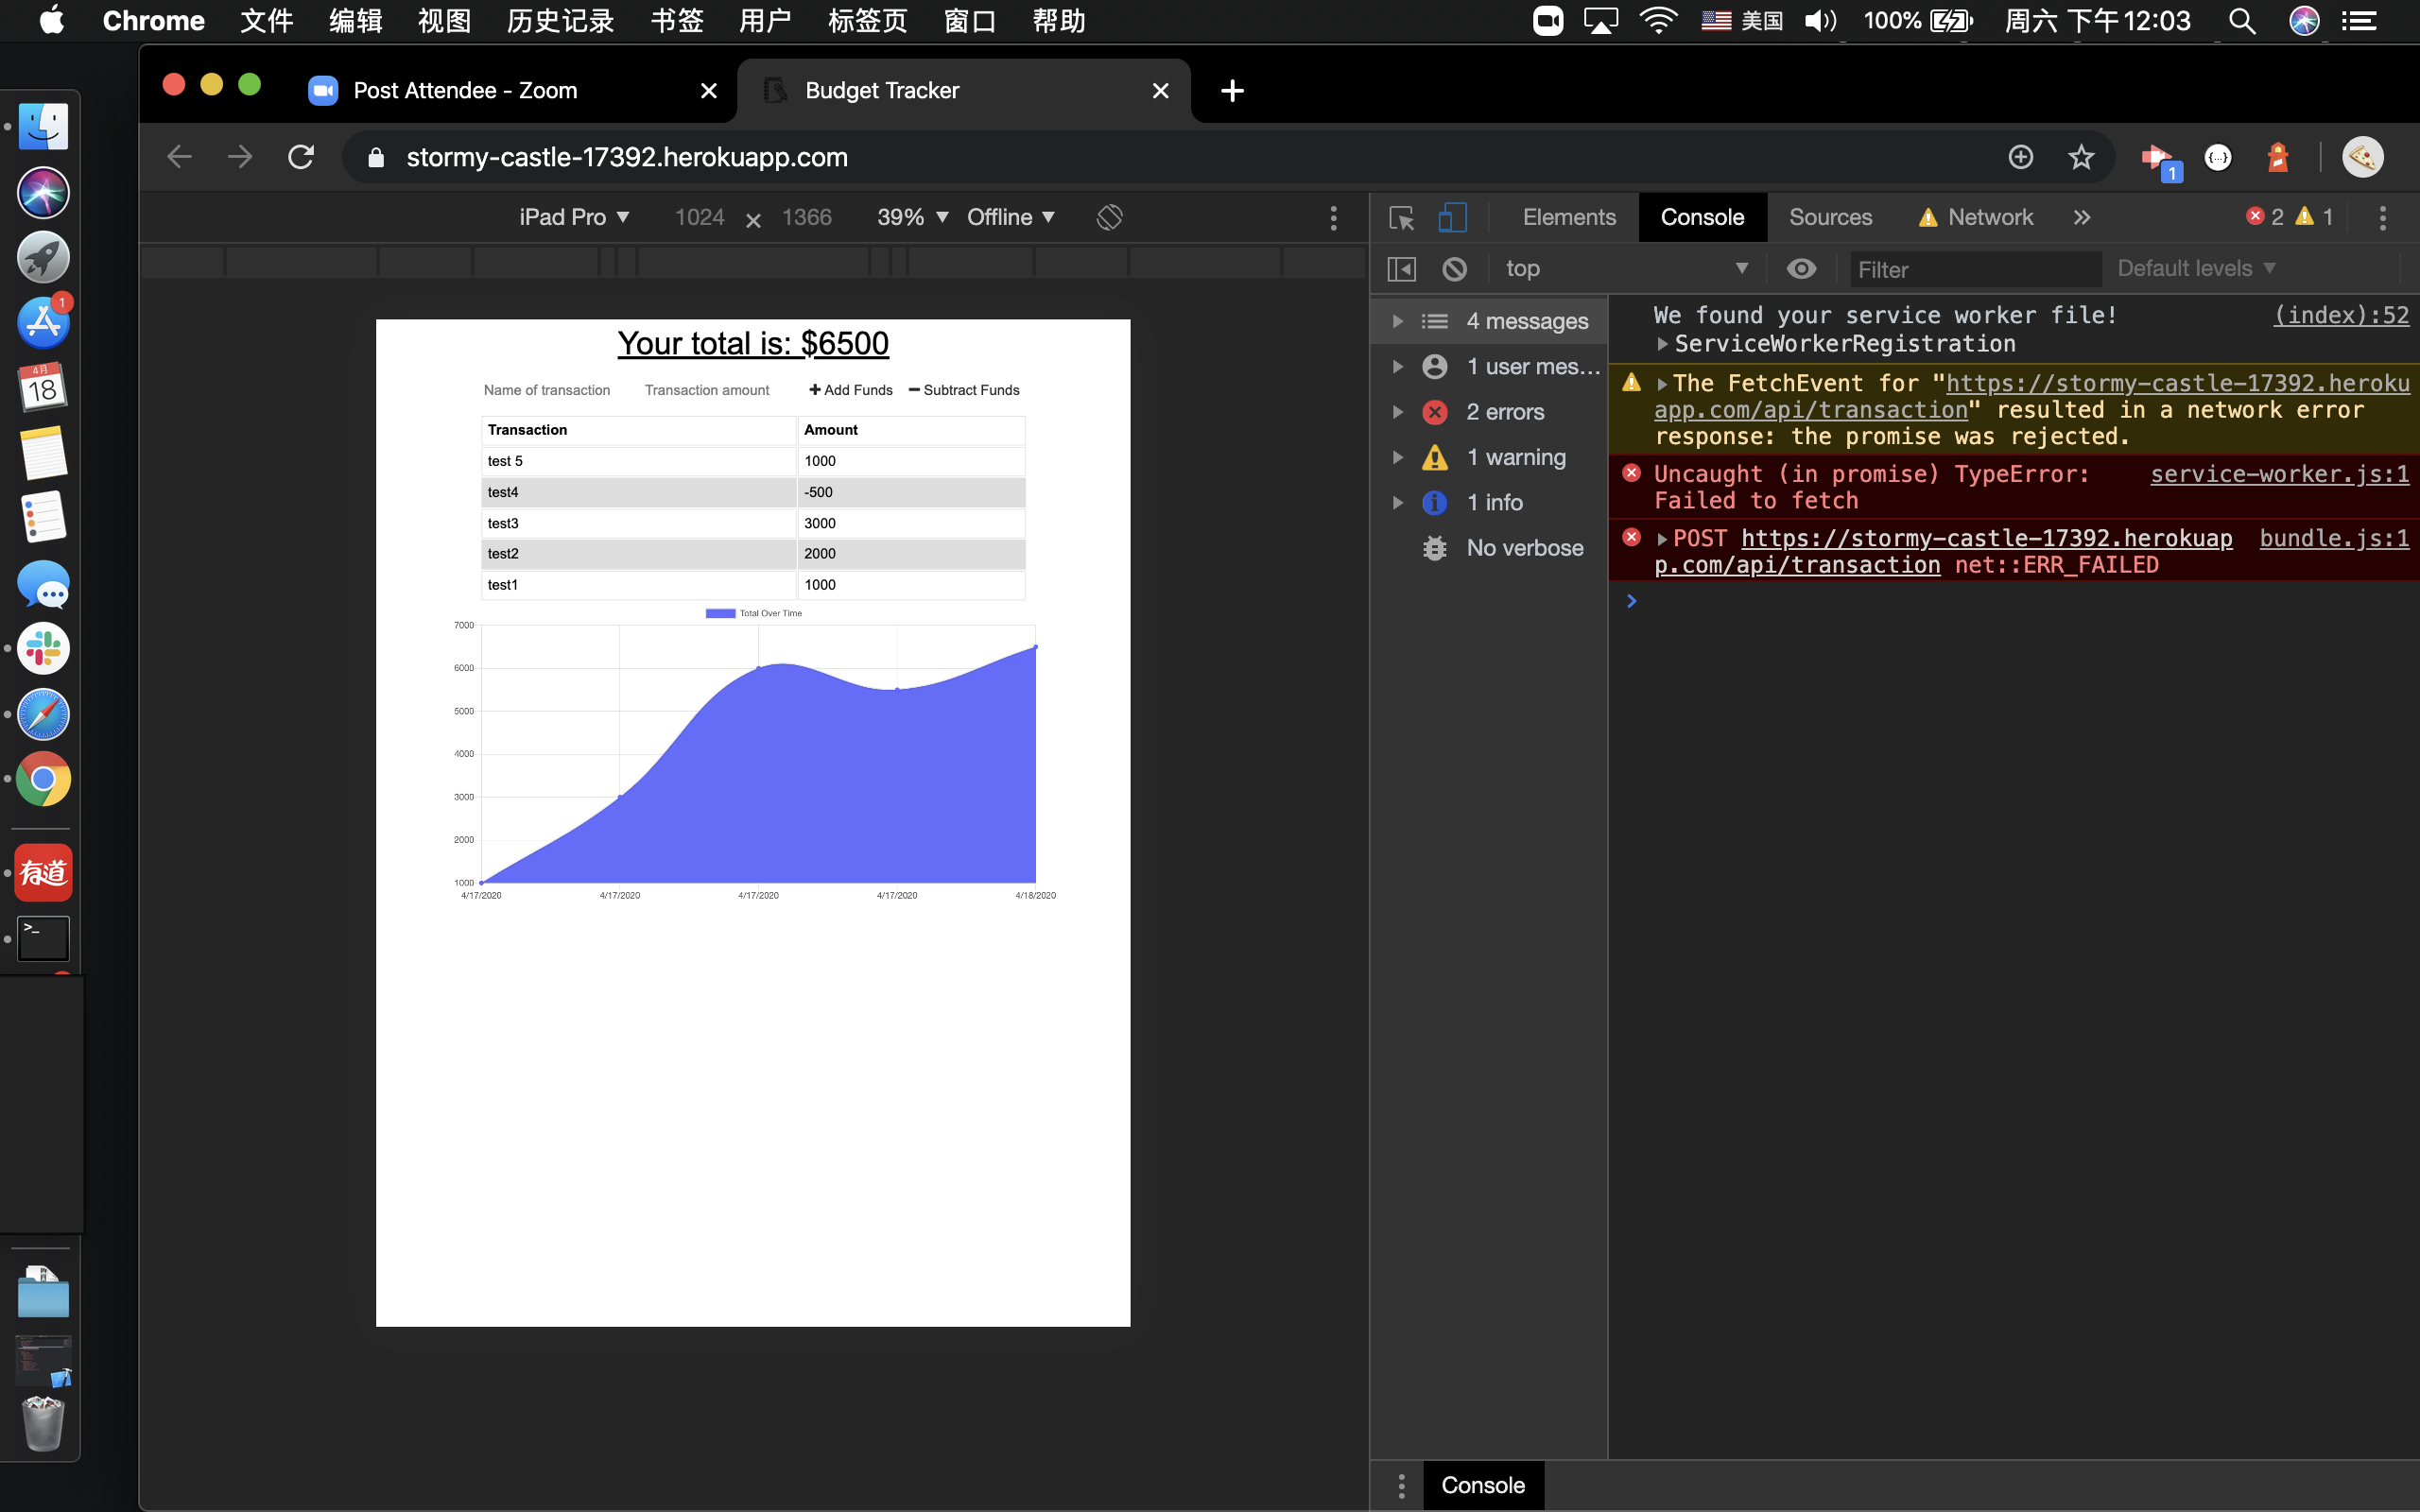 Chrome 文件 编辑 视图 历史记录 书签 用户 标签页 窗口 帮助 美国 100% 周六 下午12:03
Post Attendee - Zoom
Budget Tracker
stormy-castle-17392.herokuapp.com
1
iPad Pro 1024 × 1366 39% Offline
Elements Console Sources Network 2 1
top Filter Default levels
1
4月
18
有道
>_
Your total is: $6500
Name of transaction Transaction amount Add Funds Subtract Funds
Transaction Amount
test 5 1000
test4 -500
test3 3000
test2 2000
test1 1000
Total Over Time
7000
6000
5000
4000
3000
2000
1000
4/17/2020 4/17/2020 4/17/2020 4/17/2020 4/18/2020
4 messages
1 user mes...
2 errors
1 warning
1 info
No verbose
We found your service worker file! (index):52
ServiceWorkerRegistration
The FetchEvent for "https://stormy-castle-17392.heroku
app.com/api/transaction" resulted in a network error
response: the promise was rejected.
Uncaught (in promise) TypeError: service-worker.js:1
Failed to fetch
POST https://stormy-castle-17392.herokuap bundle.js:1
p.com/api/transaction net::ERR_FAILED
Console